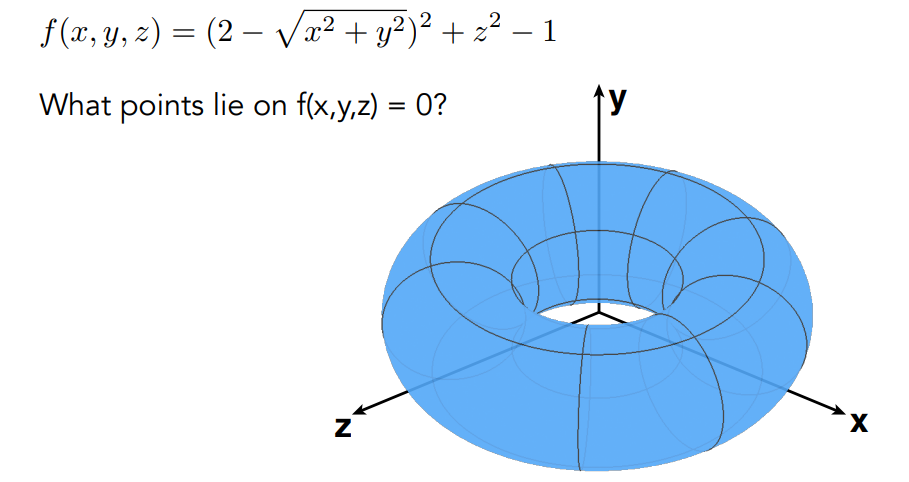 f(x, y, z) = (2 − √(x² + y²))² + z² − 1
What points lie on f(x,y,z) = 0?
y
z
x